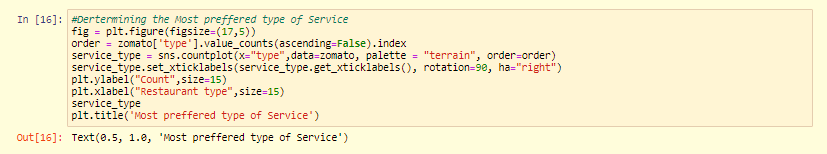 In [16]: #Dertermining the Most preffered type of Service
fig = plt.figure(figsize=(17,5))
order = zomato['type'].value_counts(ascending=False).index
service_type = sns.countplot(x="type",data=zomato, palette = "terrain", order=order)
service_type.set_xticklabels(service_type.get_xticklabels(), rotation=90, ha="right")
plt.ylabel("Count",size=15)
plt.xlabel("Restaurant type",size=15)
service_type
plt.title('Most preffered type of Service')
Out[16]: Text(0.5, 1.0, 'Most preffered type of Service')